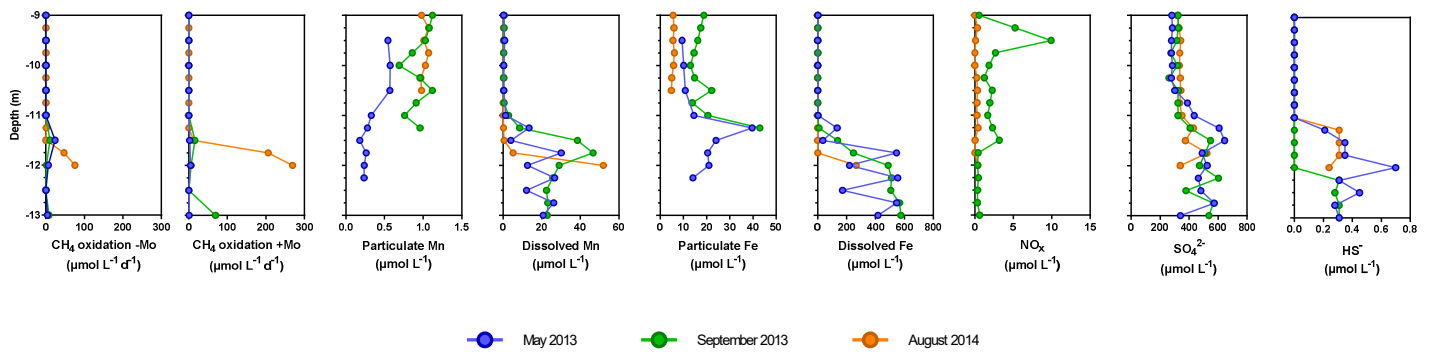 Depth (m)
-9
-10
-11
-12
-13
0 100 200 300
CH4 oxidation -Mo
(µmol L-1 d-1)
0 100 200 300
CH4 oxidation +Mo
(µmol L-1 d-1)
0.0 0.5 1.0 1.5
Particulate Mn
(µmol L-1)
0 20 40 60
Dissolved Mn
(µmol L-1)
0 10 20 30 40 50
Particulate Fe
(µmol L-1)
0 200 400 600 800
Dissolved Fe
(µmol L-1)
0 5 10 15
NOx
(µmol L-1)
0 200 400 600 800
SO42-
(µmol L-1)
0.0 0.2 0.4 0.6 0.8
HS-
(µmol L-1)
May 2013 September 2013 August 2014